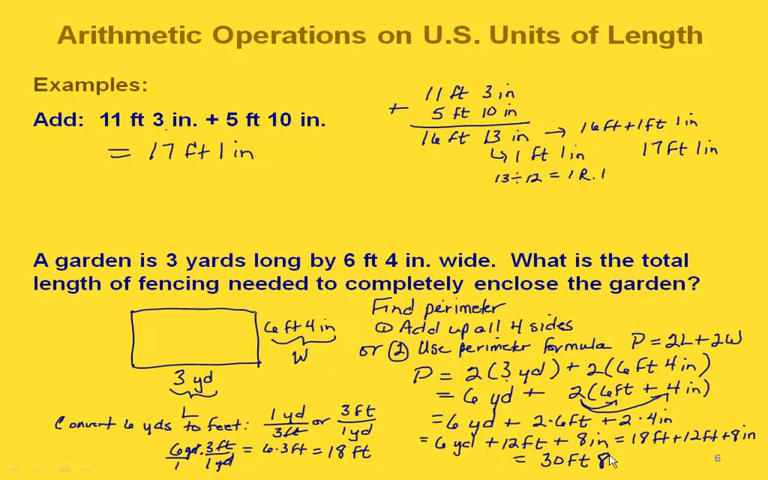 Arithmetic Operations on U.S. Units of Length
Examples:
Add: 11 ft 3 in. + 5 ft 10 in.
= 17 ft 1 in
11 ft 3 in
+ 5 ft 10 in
16 ft 13 in → 16 ft + 1 ft 1 in
↳ 1 ft 1 in 17 ft 1 in
13 ÷ 12 = 1 R. 1
A garden is 3 yards long by 6 ft 4 in. wide. What is the total
length of fencing needed to completely enclose the garden?
6 ft 4 in
W
3 yd
L
Find perimeter
① Add up all 4 sides
or ② Use perimeter formula P = 2L + 2W
P = 2(3 yd) + 2(6 ft 4 in)
= 6 yd + 2(6 ft + 4 in)
= 6 yd + 2·6 ft + 2·4 in
= 6 yd + 12 ft + 8 in = 18 ft + 12 ft + 8 in
= 30 ft 8
Convert 6 yds to feet: 1 yd / 3 ft or 3 ft / 1 yd
6 yd / 1 · 3 ft / 1 yd = 6·3 ft = 18 ft
6